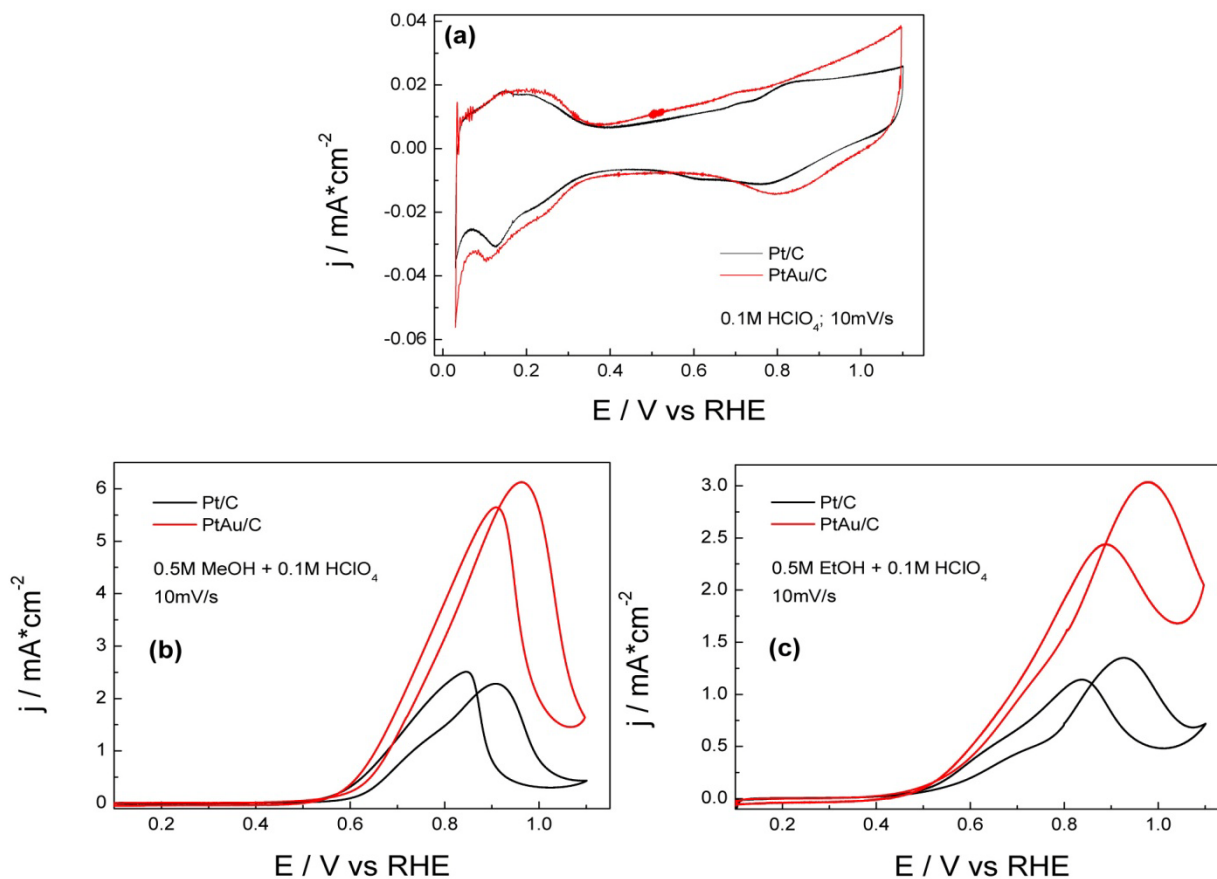 (a)
0.04
0.02
0.00
-0.02
-0.04
-0.06
j / mA*cm⁻²
Pt/C
PtAu/C
0.1M HClO₄; 10mV/s
0.0 0.2 0.4 0.6 0.8 1.0
E / V vs RHE
6
5
4
3
2
1
0
j / mA*cm⁻²
Pt/C
PtAu/C
0.5M MeOH + 0.1M HClO₄
10mV/s
(b)
0.2 0.4 0.6 0.8 1.0
E / V vs RHE
3.0
2.5
2.0
1.5
1.0
0.5
0.0
j / mA*cm⁻²
Pt/C
PtAu/C
0.5M EtOH + 0.1M HClO₄
10mV/s
(c)
0.2 0.4 0.6 0.8 1.0
E / V vs RHE